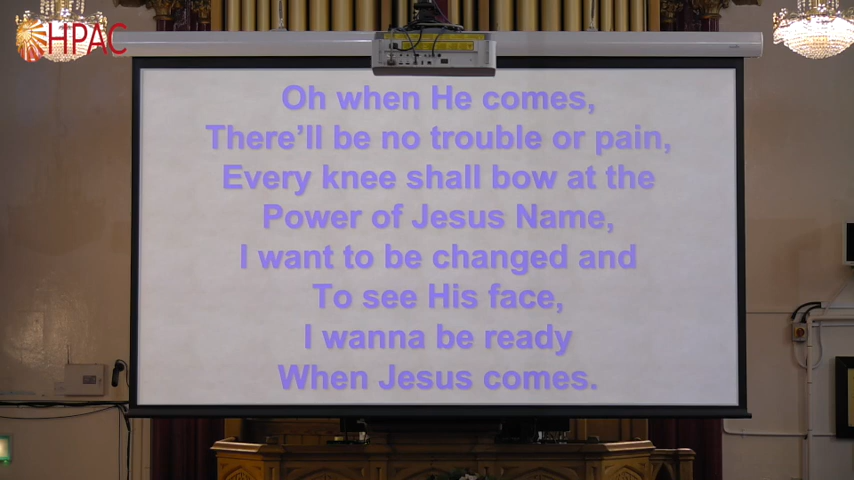 HPAC
Oh when He comes,
There’ll be no trouble or pain,
Every knee shall bow at the
Power of Jesus Name,
I want to be changed and
To see His face,
I wanna be ready
When Jesus comes.